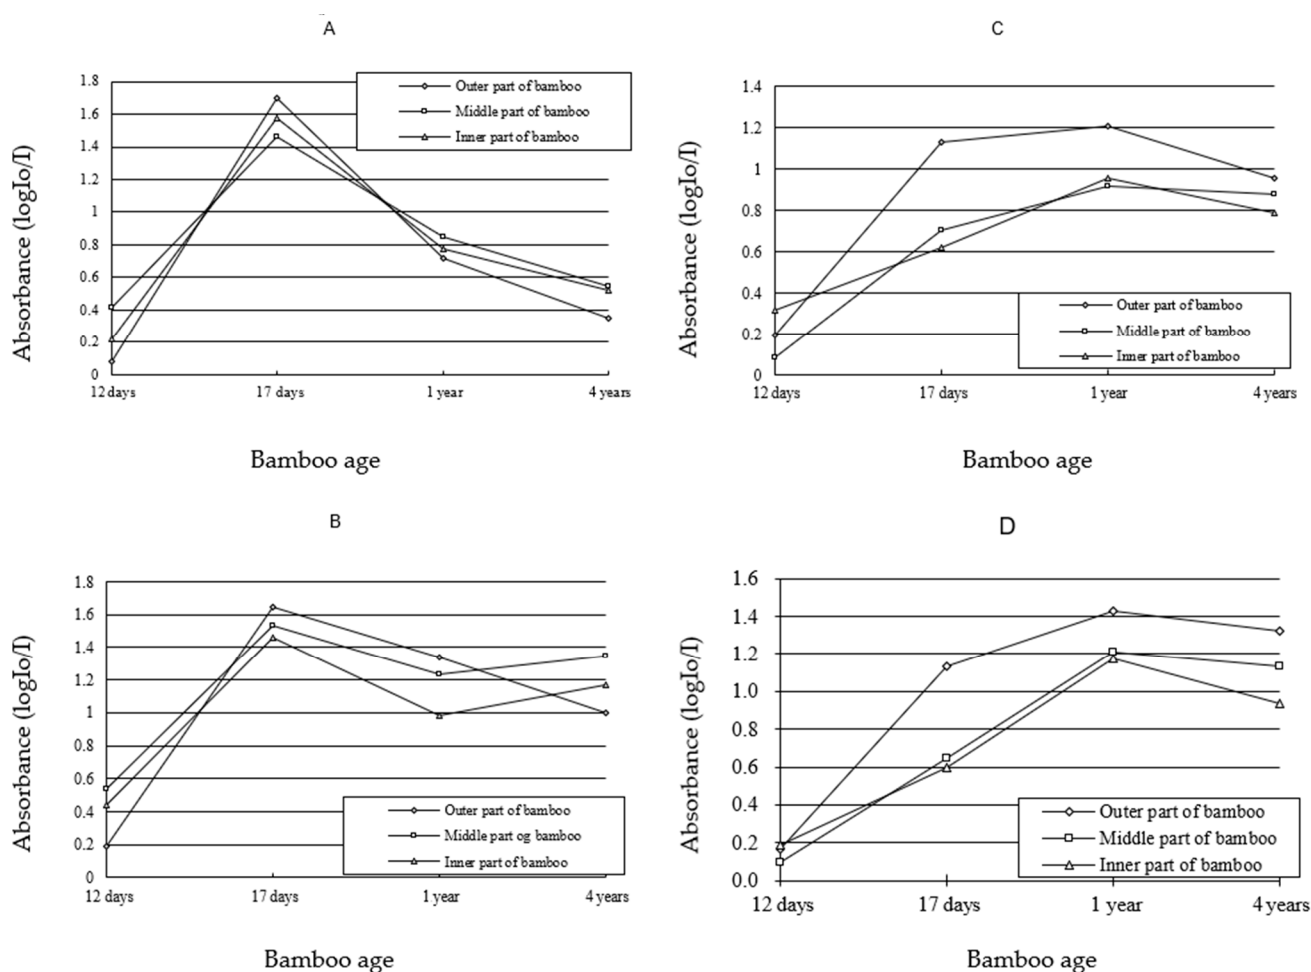 A
Absorbance (logIo/I)
1.8
1.6
1.4
1.2
1
0.8
0.6
0.4
0.2
0
Outer part of bamboo
Middle part of bamboo
Inner part of bamboo
12 days
17 days
1 year
4 years
Bamboo age
C
Absorbance (logIo/I)
1.4
1.2
1
0.8
0.6
0.4
0.2
0
Outer part of bamboo
Middle part of bamboo
Inner part of bamboo
12 days
17 days
1 year
4 years
Bamboo age
B
Absorbance (logIo/I)
1.8
1.6
1.4
1.2
1
0.8
0.6
0.4
0.2
0
Outer part of bamboo
Middle part og bamboo
Inner part of bamboo
12 days
17 days
1 year
4 years
Bamboo age
D
Absorbance (logIo/I)
1.6
1.4
1.2
1.0
0.8
0.6
0.4
0.2
0.0
Outer part of bamboo
Middle part of bamboo
Inner part of bamboo
12 days
17 days
1 year
4 years
Bamboo age